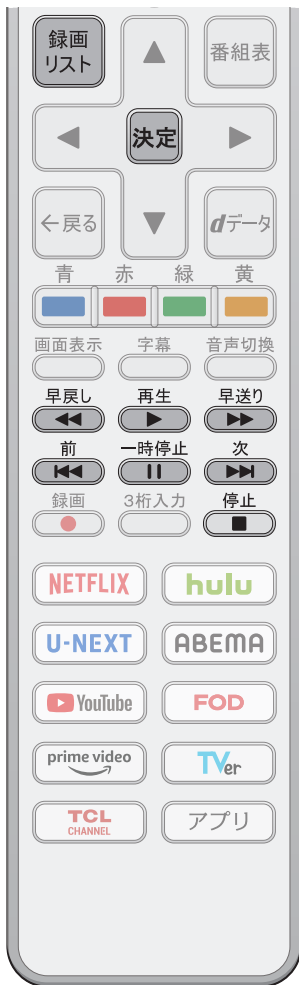 録画
リスト
番組表
決定
←戻る
dデータ
青 赤 緑 黄
画面表示 字幕 音声切換
早戻し 再生 早送り
前 一時停止 次
録画 3桁入力 停止
NETFLIX hulu
U-NEXT ABEMA
YouTube FOD
prime video TVer
TCL
CHANNEL
アプリ